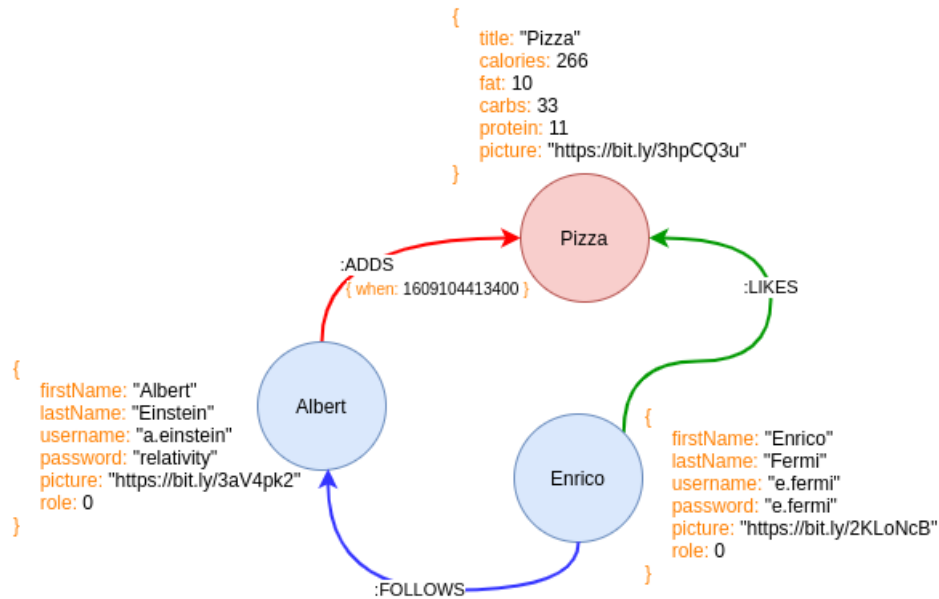 {
title: "Pizza"
calories: 266
fat: 10
carbs: 33
protein: 11
picture: "https://bit.ly/3hpCQ3u"
}
Pizza
:ADDS
{ when: 1609104413400 }
:LIKES
{
firstName: "Albert"
lastName: "Einstein"
username: "a.einstein"
password: "relativity"
picture: "https://bit.ly/3aV4pk2"
role: 0
}
Albert
Enrico
{
firstName: "Enrico"
lastName: "Fermi"
username: "e.fermi"
password: "e.fermi"
picture: "https://bit.ly/2KLoNcB"
role: 0
}
:FOLLOWS